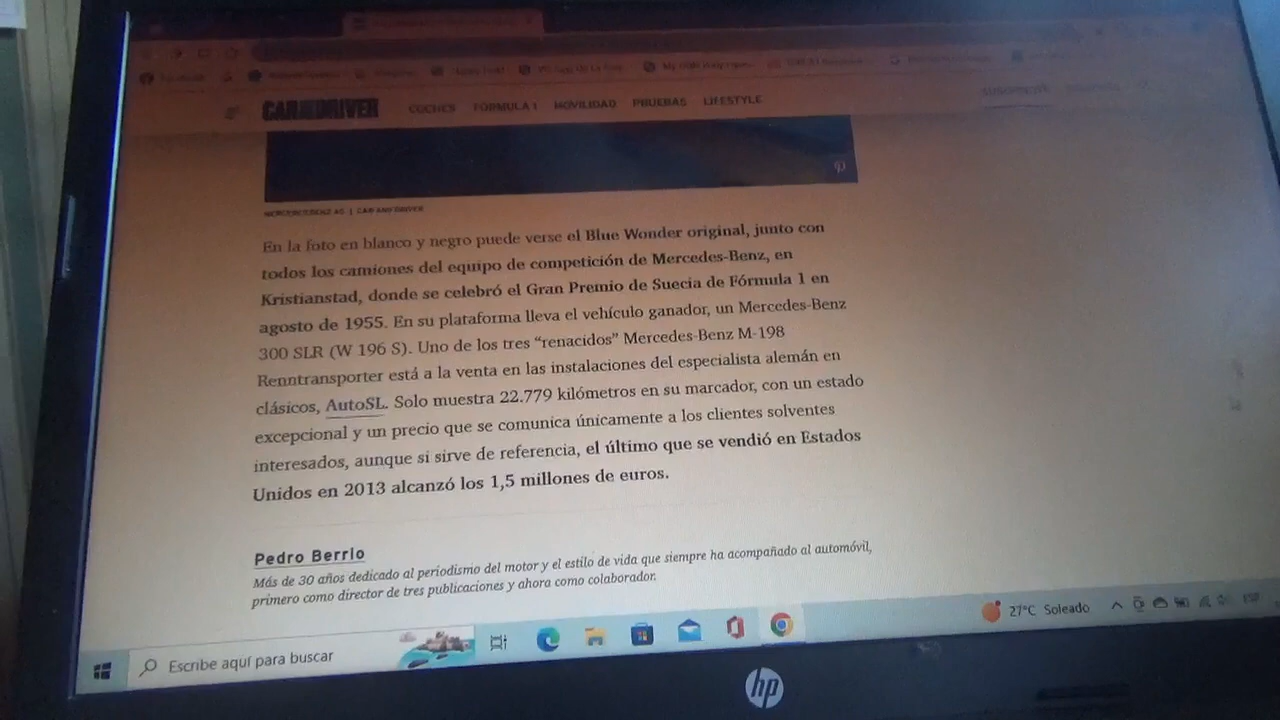 CAR AND DRIVER COCHES FÓRMULA 1 MOVILIDAD PRUEBAS LIFESTYLE
MERCEDES-BENZ AG | CAR AND DRIVER
En la foto en blanco y negro puede verse el Blue Wonder original, junto con
todos los camiones del equipo de competición de Mercedes-Benz, en
Kristianstad, donde se celebró el Gran Premio de Suecia de Fórmula 1 en
agosto de 1955. En su plataforma lleva el vehículo ganador, un Mercedes-Benz
300 SLR (W 196 S). Uno de los tres “renacidos” Mercedes-Benz M-198
Renntransporter está a la venta en las instalaciones del especialista alemán en
clásicos, AutoSL. Solo muestra 22.779 kilómetros en su marcador, con un estado
excepcional y un precio que se comunica únicamente a los clientes solventes
interesados, aunque si sirve de referencia, el último que se vendió en Estados
Unidos en 2013 alcanzó los 1,5 millones de euros.
Pedro Berrio
Más de 30 años dedicado al periodismo del motor y el estilo de vida que siempre ha acompañado al automóvil,
primero como director de tres publicaciones y ahora como colaborador.
27°C Soleado
Escribe aquí para buscar
hp